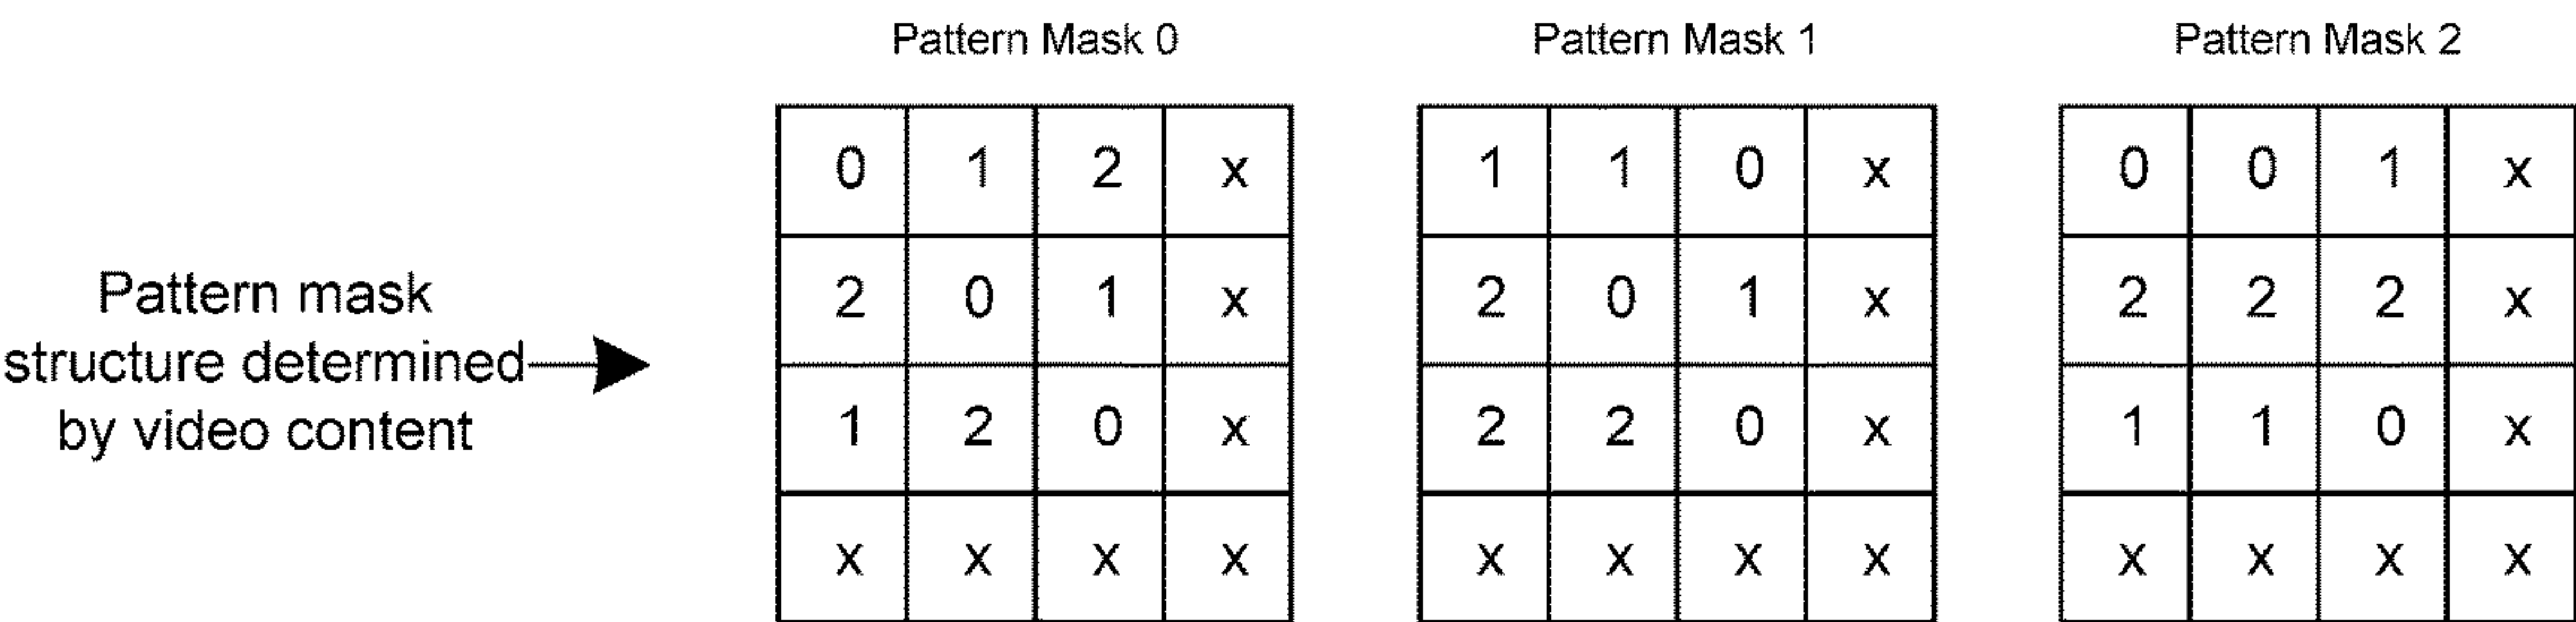 Pattern Mask 0
Pattern Mask 1
Pattern Mask 2
Pattern mask
structure determined
by video content
0 1 2 x
2 0 1 x
1 2 0 x
x x x x
1 1 0 x
2 0 1 x
2 2 0 x
x x x x
0 0 1 x
2 2 2 x
1 1 0 x
x x x x